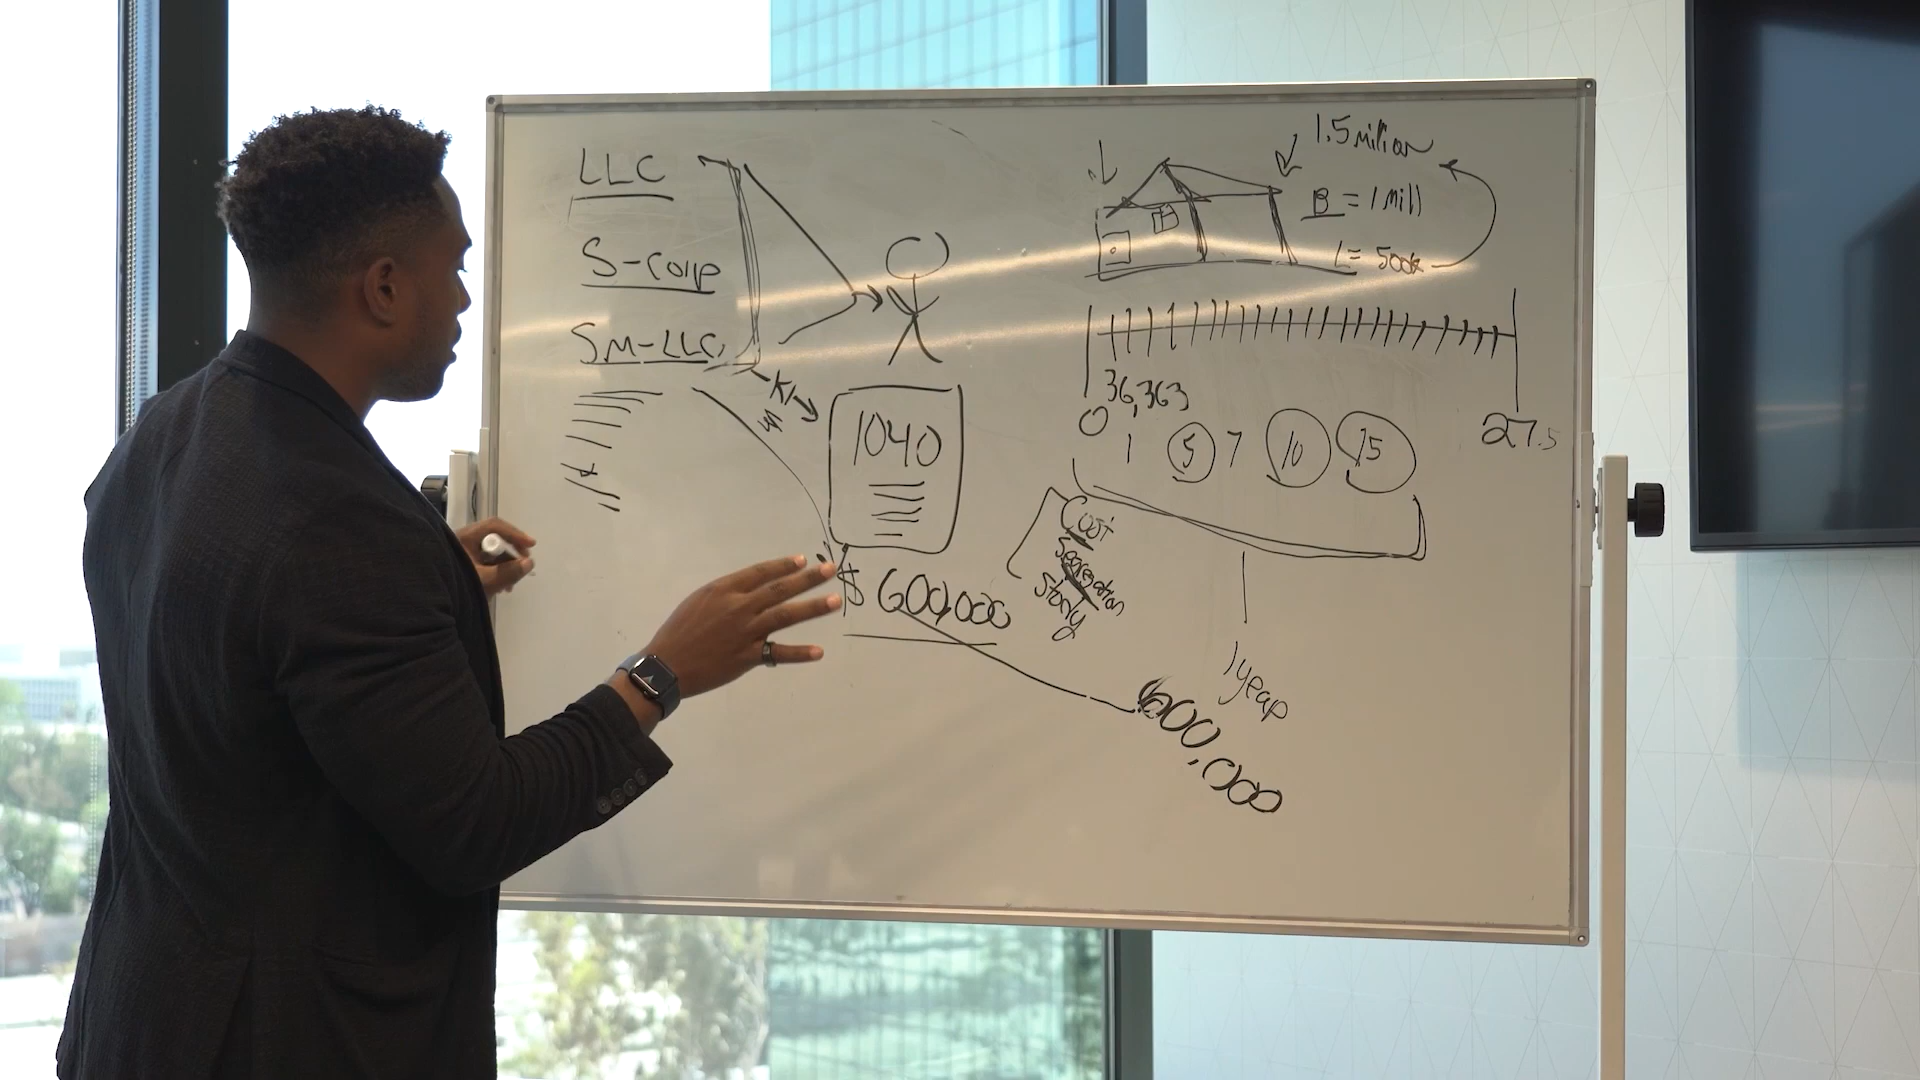 LLC
S-Corp
SM-LLC
K1
1040
$600,000
1.5 Million
B = 1 Mill
L = 500k
36,363
0
27.5
1 5 7 10 15
Cost
Segregation
Study
1 year
600,000